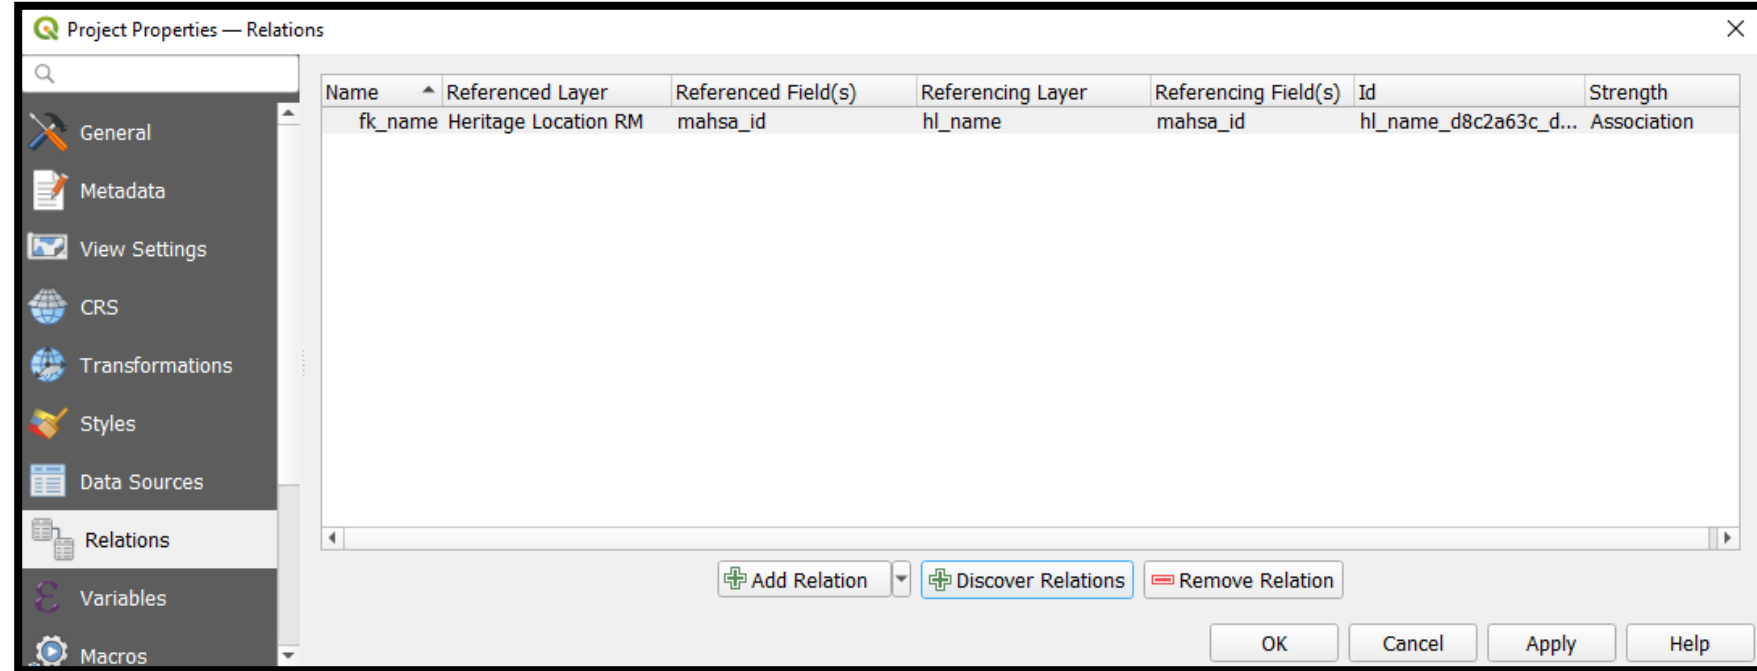 Project Properties — Relations
Name Referenced Layer Referenced Field(s) Referencing Layer Referencing Field(s) Id Strength
fk_name Heritage Location RM mahsa_id hl_name mahsa_id hl_name_d8c2a63c_d... Association
General
Metadata
View Settings
CRS
Transformations
Styles
Data Sources
Relations
Variables
Macros
Add Relation Discover Relations Remove Relation
OK Cancel Apply Help